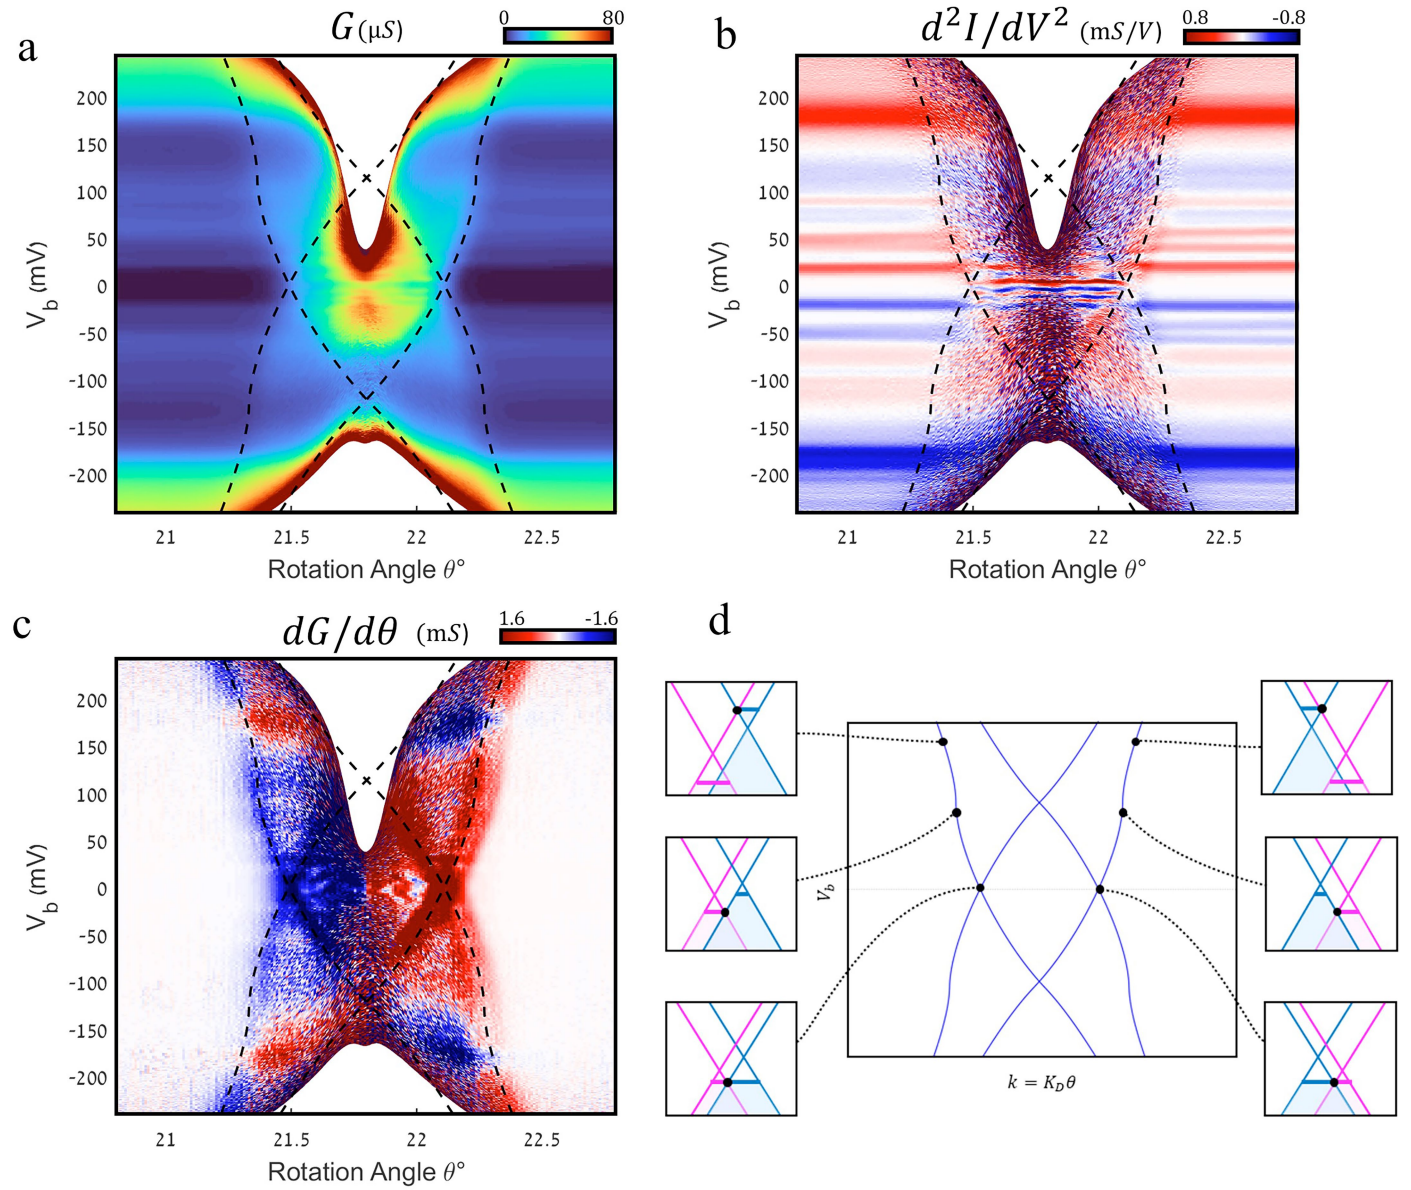 a
G (μS)
0 80
V_b (mV)
200
150
100
50
0
-50
-100
-150
-200
21 21.5 22 22.5
Rotation Angle θ°
b
d²I/dV² (mS/V)
0.8 -0.8
V_b (mV)
200
150
100
50
0
-50
-100
-150
-200
21 21.5 22 22.5
Rotation Angle θ°
c
dG/dθ (mS)
1.6 -1.6
V_b (mV)
200
150
100
50
0
-50
-100
-150
-200
21 21.5 22 22.5
Rotation Angle θ°
d
V_b
k = K_Dθ